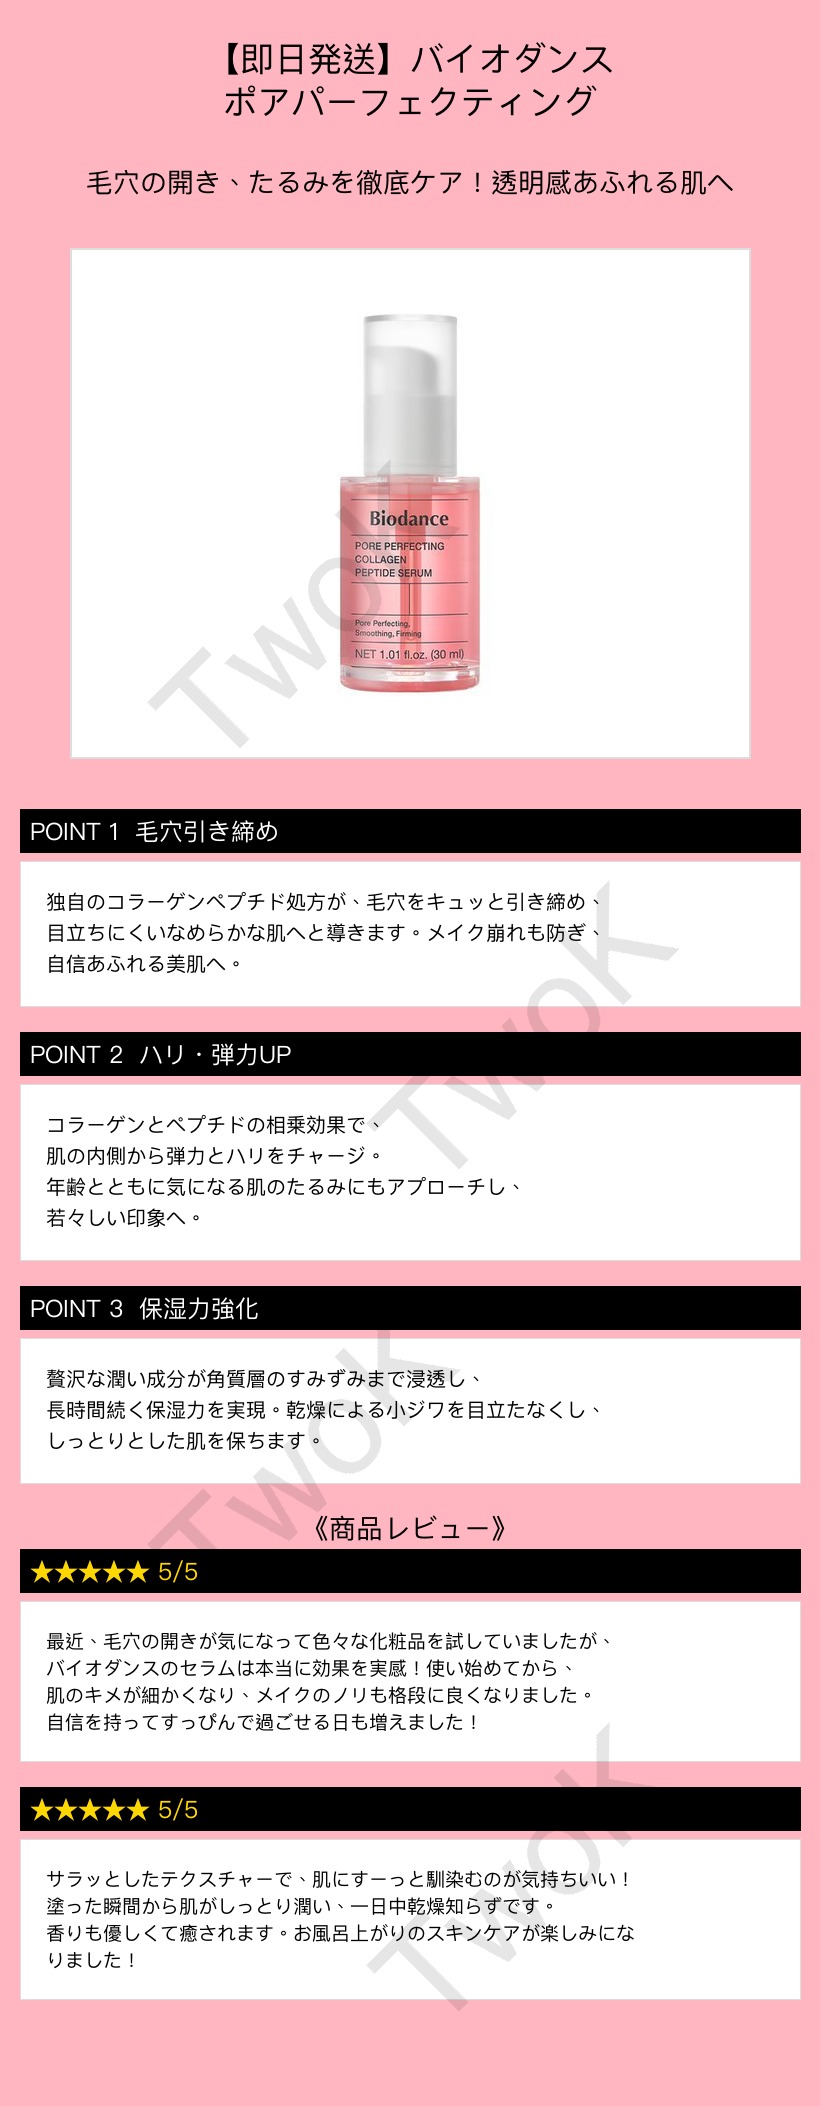 【即日発送】バイオダンス
ポアパーフェクティング
毛穴の開き、たるみを徹底ケア！透明感あふれる肌へ
Biodance
PORE PERFECTING
COLLAGEN
PEPTIDE SERUM
Pore Perfecting,
Smoothing, Firming
NET 1.01 fl.oz. (30 ml)
TwoK
POINT 1 毛穴引き締め
独自のコラーゲンペプチド処方が、毛穴をキュッと引き締め、
目立ちにくいなめらかな肌へと導きます。メイク崩れも防ぎ、
自信あふれる美肌へ。
TwoK
POINT 2 ハリ・弾力UP
コラーゲンとペプチドの相乗効果で、
肌の内側から弾力とハリをチャージ。
年齢とともに気になる肌のたるみにもアプローチし、
若々しい印象へ。
POINT 3 保湿力強化
贅沢な潤い成分が角質層のすみずみまで浸透し、
長時間続く保湿力を実現。乾燥による小ジワを目立たなくし、
しっとりとした肌を保ちます。
TwoK
《商品レビュー》
★★★★★ 5/5
最近、毛穴の開きが気になって色々な化粧品を試していましたが、
バイオダンスのセラムは本当に効果を実感！使い始めてから、
肌のキメが細かくなり、メイクのノリも格段に良くなりました。
自信を持ってすっぴんで過ごせる日も増えました！
★★★★★ 5/5
サラッとしたテクスチャーで、肌にすーっと馴染むのが気持ちいい！
塗った瞬間から肌がしっとり潤い、一日中乾燥知らずです。
香りも優しくて癒されます。お風呂上がりのスキンケアが楽しみにな
りました！
TwoK